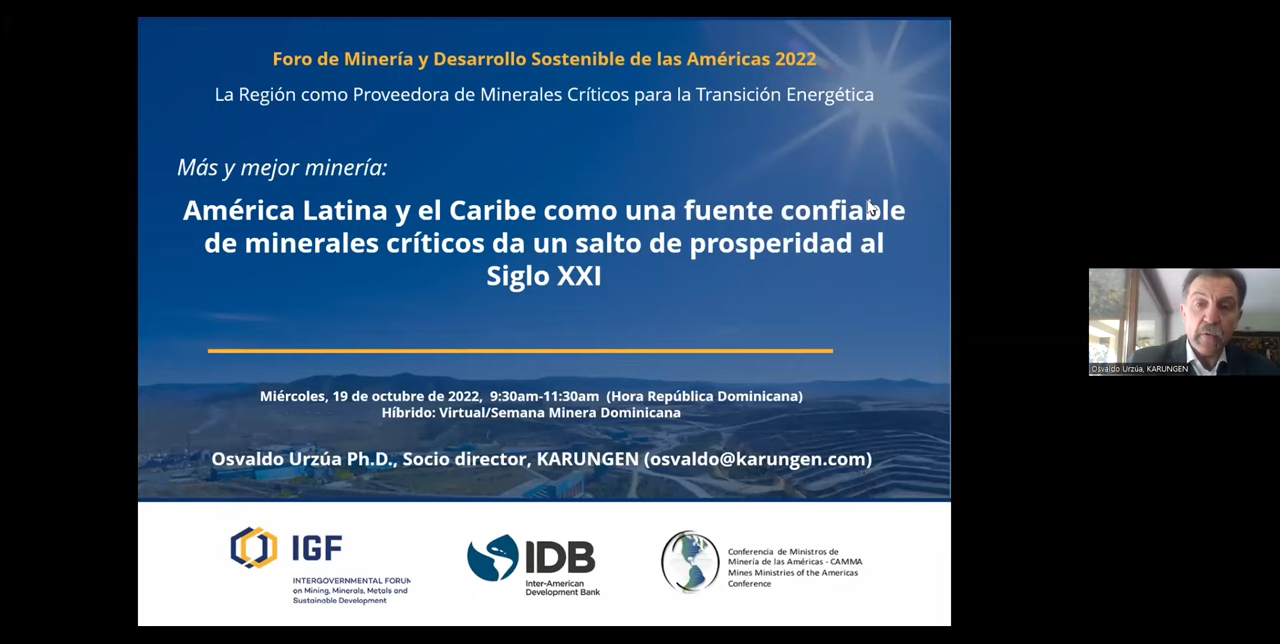 Foro de Minería y Desarrollo Sostenible de las Américas 2022
La Región como Proveedora de Minerales Críticos para la Transición Energética
Más y mejor minería:
América Latina y el Caribe como una fuente confiable
de minerales críticos da un salto de prosperidad al
Siglo XXI
Miércoles, 19 de octubre de 2022, 9:30am-11:30am (Hora República Dominicana)
Híbrido: Virtual/Semana Minera Dominicana
Osvaldo Urzúa Ph.D., Socio director, KARUNGEN (osvaldo@karungen.com)
IGF
INTERGOVERNMENTAL FORUM
on Mining, Minerals, Metals and
Sustainable Development
IDB
Inter-American
Development Bank
Conferencia de Ministros de
Minería de las Américas - CAMMA
Mines Ministries of the Americas
Conference
Osvaldo Urzúa, KARUNGEN